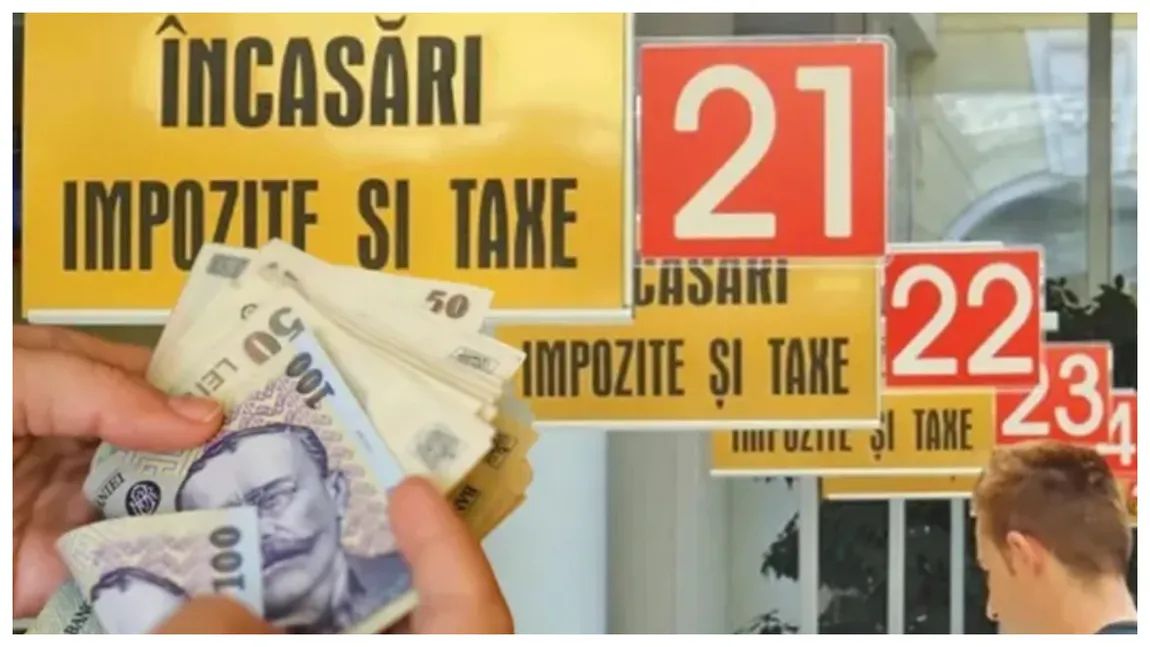 ÎNCASĂRI
IMPOZITE ȘI TAXE
21
CASĂRI
IMPOZITE ȘI TAXE
22
IMPOZITE ȘI TAXE
23
4
50
50
LEI
100
100